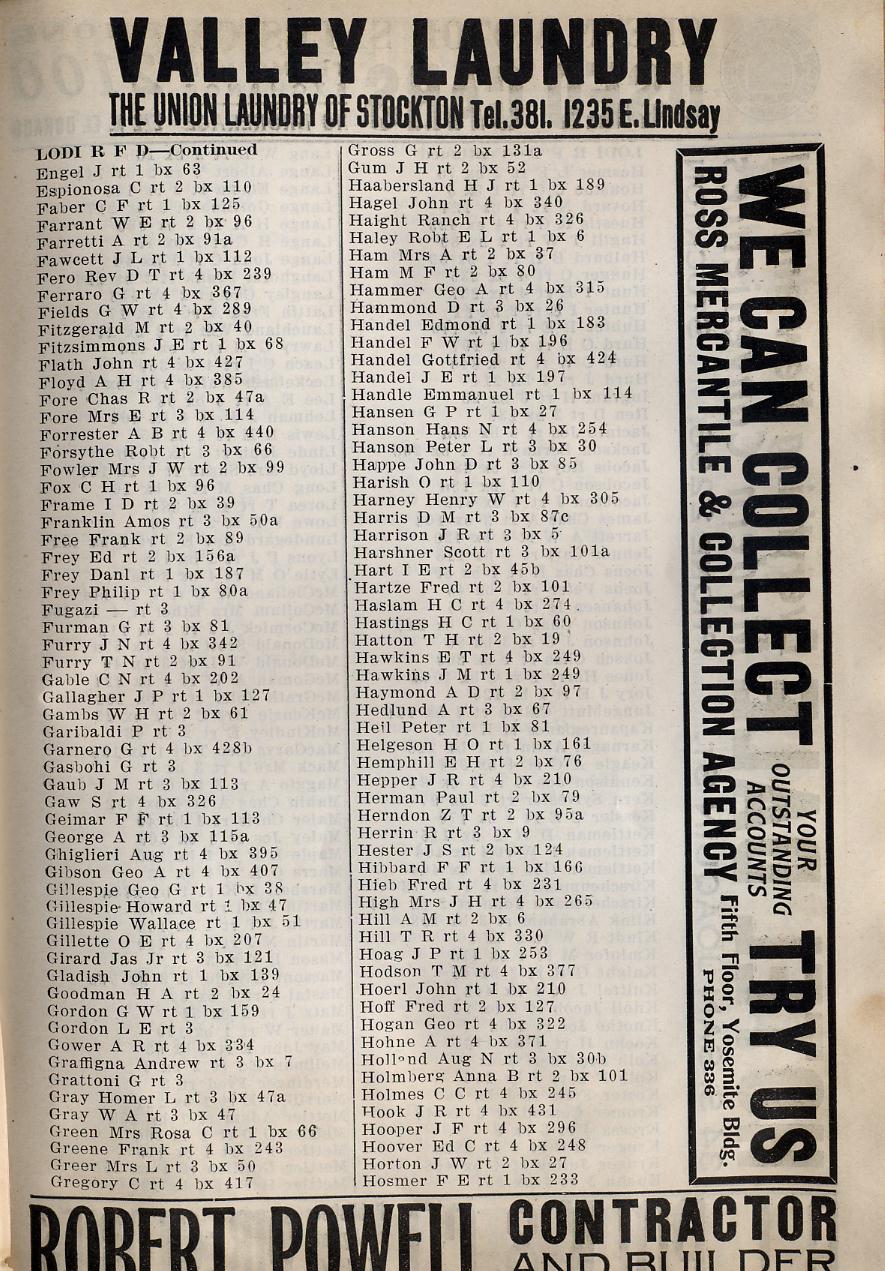 VALLEY LAUNDRY
THE UNION LAUNDRY OF STOCKTON Tel.381. 1235 E. Lindsay
LODI R F D—Continued
Engel J rt 1 bx 63
Espionosa C rt 2 bx 110
Faber C F rt 1 bx 125
Farrant W E rt 2 bx 96
Farretti A rt 2 bx 91a
Fawcett J L rt 1 bx 112
Fero Rev D T rt 4 bx 239
Ferraro G rt 4 bx 367
Fields G W rt 4 bx 289
Fitzgerald M rt 2 bx 40
Fitzsimmons J E rt 1 bx 68
Flath John rt 4 bx 427
Floyd A H rt 4 bx 385
Fore Chas R rt 2 bx 47a
Fore Mrs E rt 3 bx 114
Forrester A B rt 4 bx 440
Forsythe Robt rt 3 bx 66
Fowler Mrs J W rt 2 bx 99
Fox C H rt 1 bx 96
Frame I D rt 2 bx 39
Franklin Amos rt 3 bx 50a
Free Frank rt 2 bx 89
Frey Ed rt 2 bx 156a
Frey Danl rt 1 bx 187
Frey Philip rt 1 bx 80a
Fugazi — rt 3
Furman G rt 3 bx 81
Furry J N rt 4 bx 342
Furry T N rt 2 bx 91
Gable C N rt 4 bx 202
Gallagher J P rt 1 bx 127
Gambs W H rt 2 bx 61
Garibaldi P rt 3
Garnero G rt 4 bx 428b
Gasbohi G rt 3
Gaub J M rt 3 bx 113
Gaw S rt 4 bx 326
Geimar F F rt 1 bx 113
George A rt 3 bx 115a
Ghiglieri Aug rt 4 bx 395
Gibson Geo A rt 4 bx 407
Gillespie Geo G rt 1 bx 38
Gillespie Howard rt 1 bx 47
Gillespie Wallace rt 1 bx 51
Gillette O E rt 4 bx 207
Girard Jas Jr rt 3 bx 121
Gladish John rt 1 bx 139
Goodman H A rt 2 bx 24
Gordon G W rt 1 bx 159
Gordon L E rt 3
Gower A R rt 4 bx 334
Graffigna Andrew rt 3 bx 7
Grattoni G rt 3
Gray Homer L rt 3 bx 47a
Gray W A rt 3 bx 47
Green Mrs Rosa C rt 1 bx 66
Greene Frank rt 4 bx 243
Greer Mrs L rt 3 bx 50
Gregory C rt 4 bx 417
Gross G rt 2 bx 131a
Gum J H rt 2 bx 52
Haabersland H J rt 1 bx 189
Hagel John rt 4 bx 340
Haight Ranch rt 4 bx 326
Haley Robt E L rt 1 bx 6
Ham Mrs A rt 2 bx 37
Ham M F rt 2 bx 80
Hammer Geo A rt 4 bx 315
Hammond D rt 3 bx 26
Handel Edmond rt 1 bx 183
Handel F W rt 1 bx 196
Handel Gottfried rt 4 bx 424
Handel J E rt 1 bx 197
Handle Emmanuel rt 1 bx 114
Hansen G P rt 1 bx 27
Hanson Hans N rt 4 bx 254
Hanson Peter L rt 3 bx 30
Happe John D rt 3 bx 85
Harish O rt 1 bx 110
Harney Henry W rt 4 bx 305
Harris D M rt 3 bx 87c
Harrison J R rt 3 bx 5
Harshner Scott rt 3 bx 101a
Hart I E rt 2 bx 45b
Hartze Fred rt 2 bx 101
Haslam H C rt 4 bx 274
Hastings H C rt 1 bx 60
Hatton T H rt 2 bx 19
Hawkins E T rt 4 bx 249
Hawkins J M rt 1 bx 249
Haymond A D rt 2 bx 97
Hedlund A rt 3 bx 67
Heil Peter rt 1 bx 81
Helgeson H O rt 1 bx 161
Hemphill E H rt 2 bx 76
Hepper J R rt 4 bx 210
Herman Paul rt 2 bx 79
Herndon Z T rt 2 bx 95a
Herrin R rt 3 bx 9
Hester J S rt 2 bx 124
Hibbard F F rt 1 bx 166
Hieb Fred rt 4 bx 231
High Mrs J H rt 4 bx 265
Hill A M rt 2 bx 6
Hill T R rt 4 bx 330
Hoag J P rt 1 bx 253
Hodson T M rt 4 bx 377
Hoerl John rt 1 bx 210
Hoff Fred rt 2 bx 127
Hogan Geo rt 4 bx 322
Hohne A rt 4 bx 371
Holland Aug N rt 3 bx 30b
Holmberg Anna B rt 2 bx 101
Holmes C C rt 4 bx 245
Hook J R rt 4 bx 431
Hooper J F rt 4 bx 296
Hoover Ed C rt 4 bx 248
Horton J W rt 2 bx 27
Hosmer F E rt 1 bx 233
WE CAN COLLECT YOUR OUTSTANDING ACCOUNTS TRY US
ROSS MERCANTILE & COLLECTION AGENCY Fifth Floor, Yosemite Bldg.
PHONE 336
ROBERT POWELL CONTRACTOR
AND BUILDER